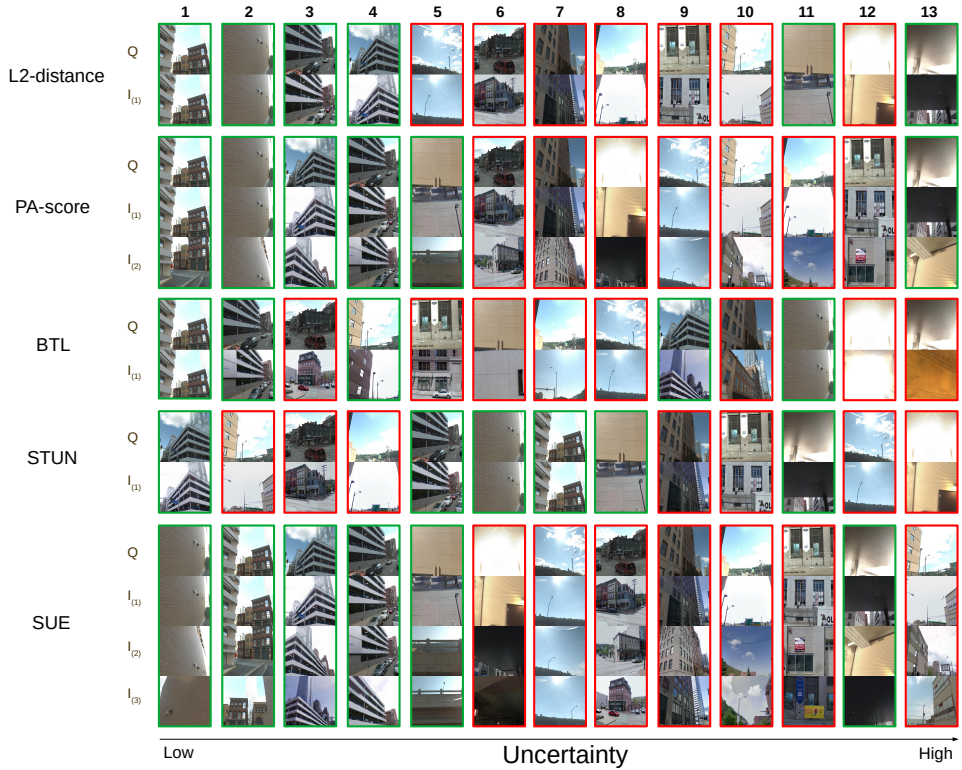 1 2 3 4 5 6 7 8 9 10 11 12 13
L2-distance
Q
I(1)
PA-score
Q
I(1)
I(2)
BTL
Q
I(1)
STUN
Q
I(1)
SUE
Q
I(1)
I(2)
I(3)
Low Uncertainty High